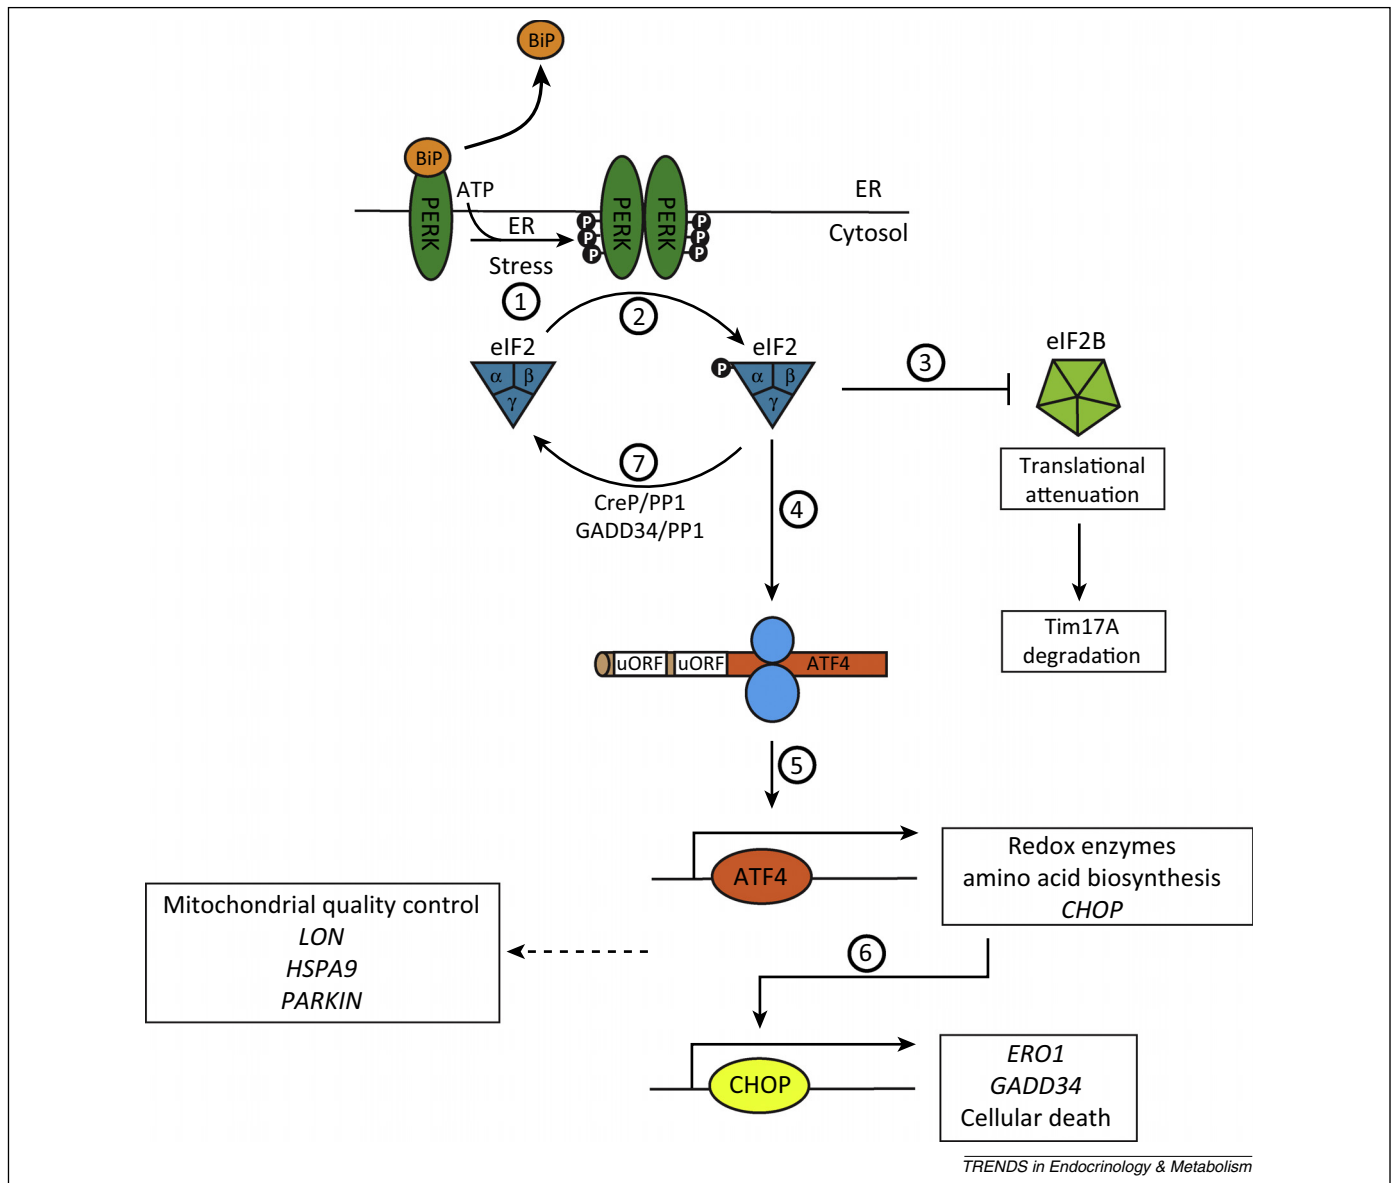 BiP
BiP
PERK
ATP
ER
Stress
1
P
P
P
PERK
PERK
P
P
P
ER
Cytosol
2
eIF2
α
β
γ
P
eIF2
α
β
γ
3
eIF2B
Translational
attenuation
Tim17A
degradation
7
CreP/PP1
GADD34/PP1
4
uORF
uORF
ATF4
5
ATF4
Redox enzymes
amino acid biosynthesis
CHOP
Mitochondrial quality control
LON
HSPA9
PARKIN
6
CHOP
ERO1
GADD34
Cellular death
TRENDS in Endocrinology & Metabolism